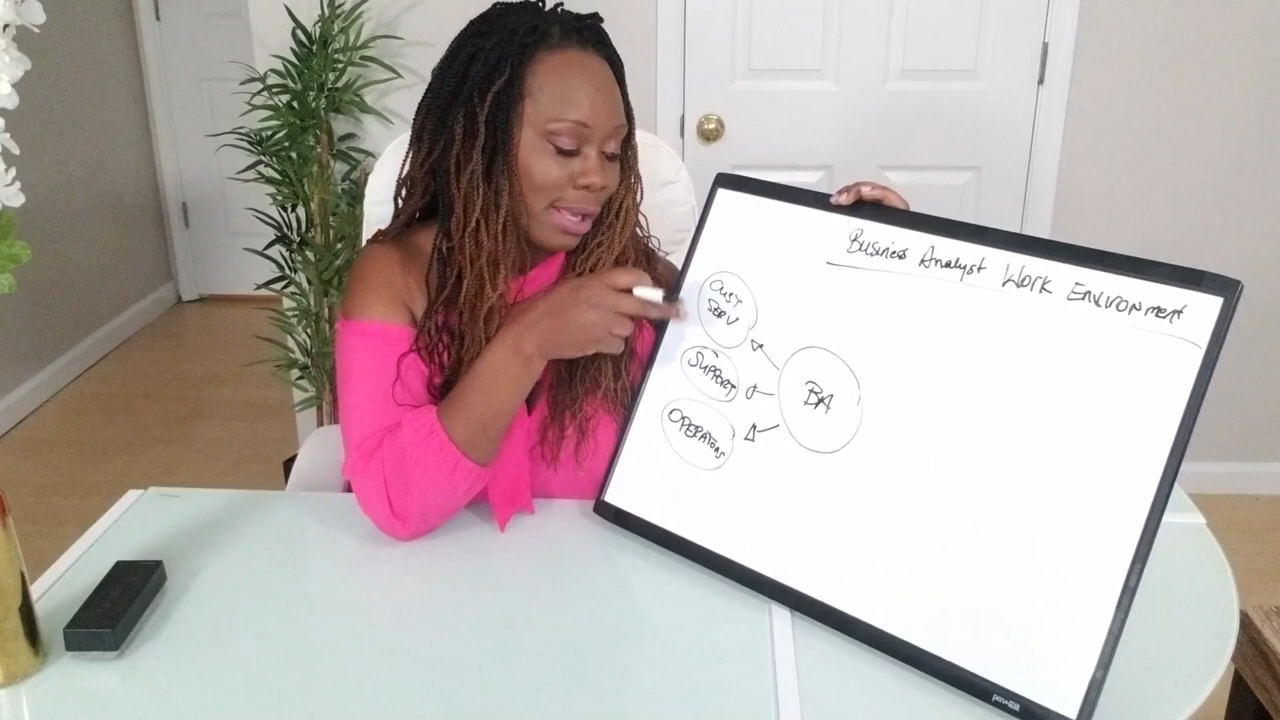 Business Analyst Work Environment
CUST
SERV
SUPPORT
BA
OPERATIONS